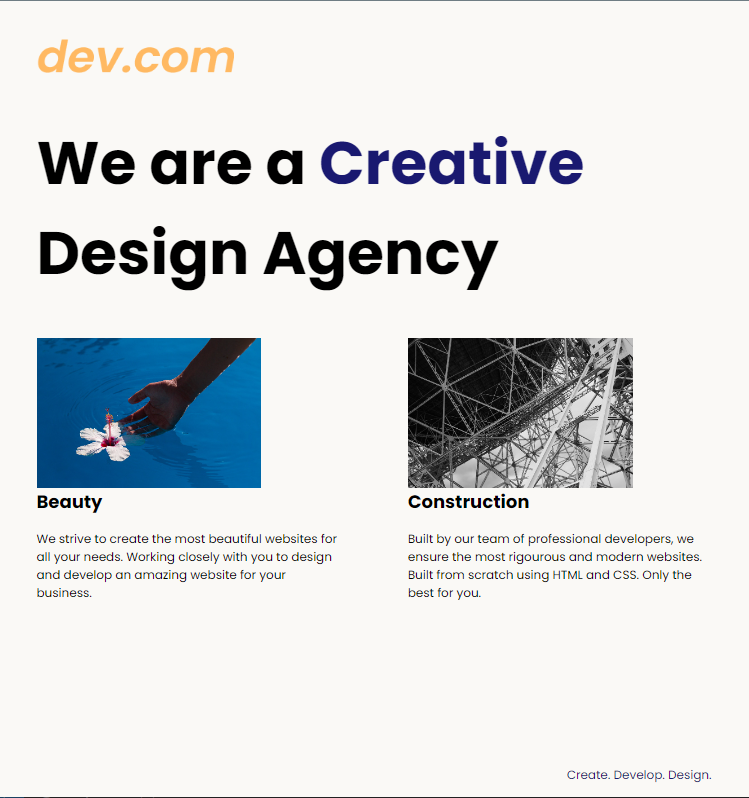 dev.com
We are a Creative
Design Agency
Beauty
We strive to create the most beautiful websites for
all your needs. Working closely with you to design
and develop an amazing website for your
business.
Construction
Built by our team of professional developers, we
ensure the most rigourous and modern websites.
Built from scratch using HTML and CSS. Only the
best for you.
Create. Develop. Design.